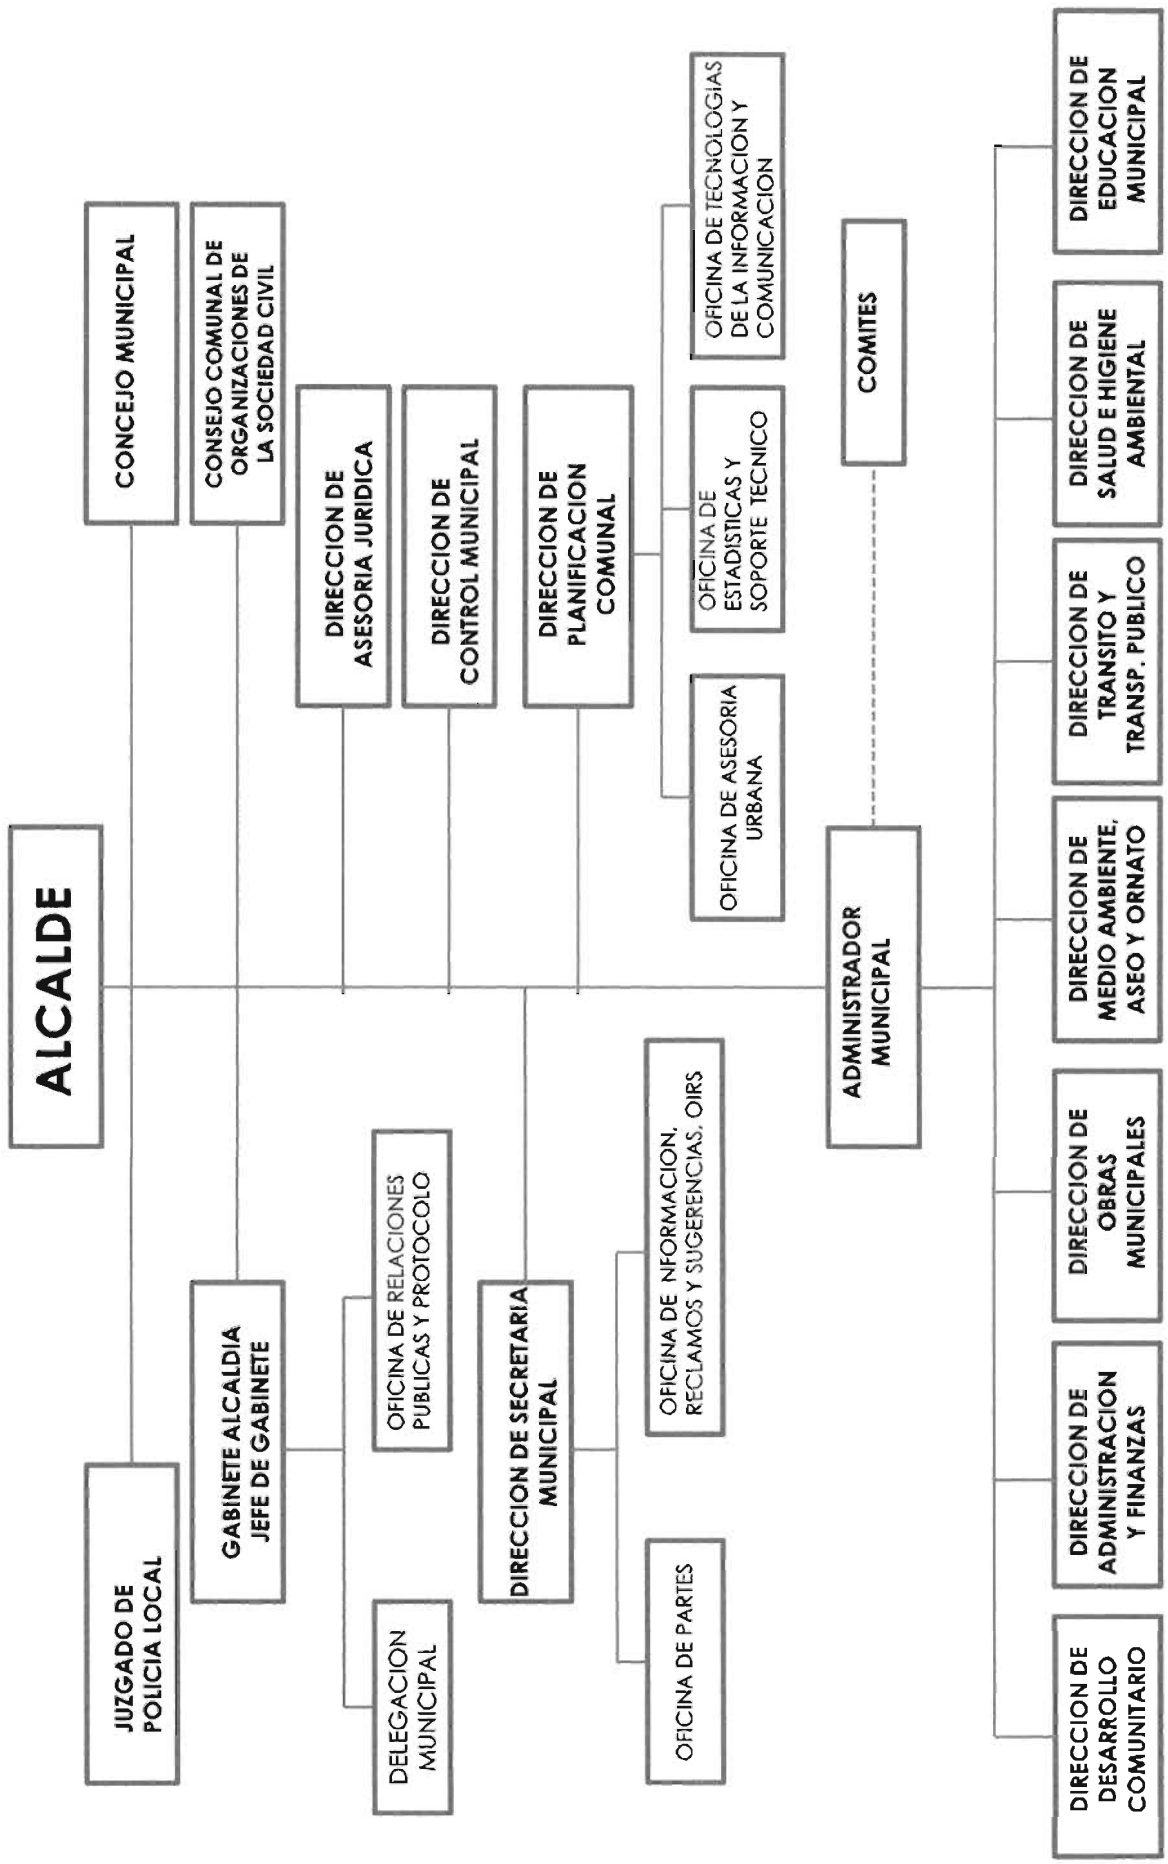 ALCALDE
JUZGADO DE
POLICIA LOCAL
CONCEJO MUNICIPAL
GABINETE ALCALDIA
JEFE DE GABINETE
CONSEJO COMUNAL DE
ORGANIZACIONES DE
LA SOCIEDAD CIVIL
DELEGACION
MUNICIPAL
OFICINA DE RELACIONES
PUBLICAS Y PROTOCOLO
DIRECCION DE
ASESORIA JURIDICA
DIRECCION DE
CONTROL MUNICIPAL
DIRECCION DE SECRETARIA
MUNICIPAL
DIRECCION DE
PLANIFICACION
COMUNAL
OFICINA DE PARTES
OFICINA DE NFORMACION,
RECLAMOS Y SUGERENCIAS, OIRS
OFICINA DE ASESORIA
URBANA
OFICINA DE
ESTADISTICAS Y
SOPORTE TECNICO
OFICINA DE TECNOLOGIAS
DE LA INFORMACION Y
COMUNICACION
ADMINISTRADOR
MUNICIPAL
COMITES
DIRECCION DE
DESARROLLO
COMUNITARIO
DIRECCION DE
ADMINISTRACION
Y FINANZAS
DIRECCION DE
OBRAS
MUNICIPALES
DIRECCION DE
MEDIO AMBIENTE,
ASEO Y ORNATO
DIRECCION DE
TRANSITO Y
TRANSP. PUBLICO
DIRECCION DE
SALUD E HIGIENE
AMBIENTAL
DIRECCION DE
EDUCACION
MUNICIPAL